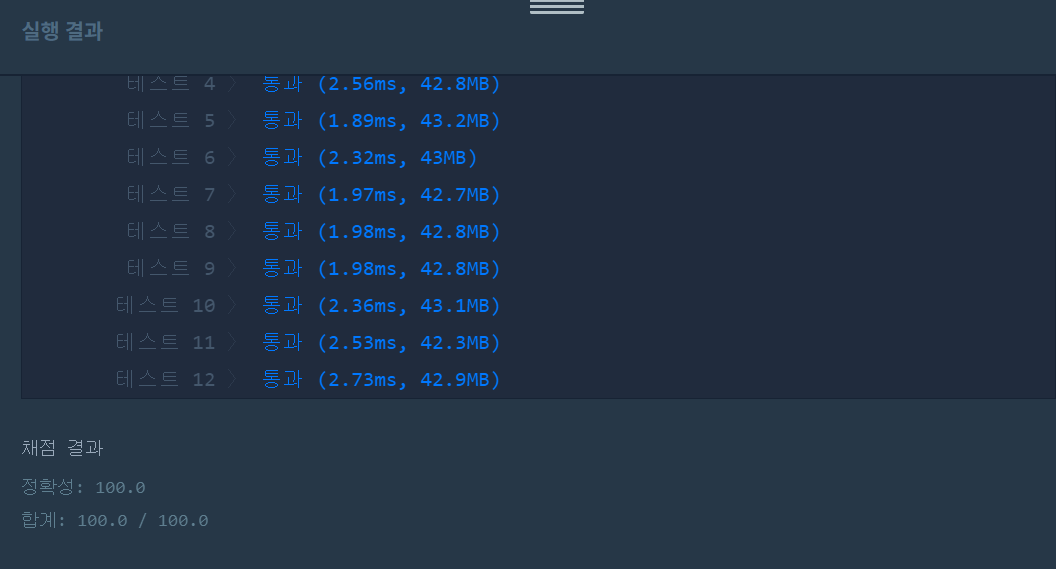 실행 결과
테스트 4 〉 통과 (2.56ms, 42.8MB)
테스트 5 〉 통과 (1.89ms, 43.2MB)
테스트 6 〉 통과 (2.32ms, 43MB)
테스트 7 〉 통과 (1.97ms, 42.7MB)
테스트 8 〉 통과 (1.98ms, 42.8MB)
테스트 9 〉 통과 (1.98ms, 42.8MB)
테스트 10 〉 통과 (2.36ms, 43.1MB)
테스트 11 〉 통과 (2.53ms, 42.3MB)
테스트 12 〉 통과 (2.73ms, 42.9MB)
채점 결과
정확성: 100.0
합계: 100.0 / 100.0